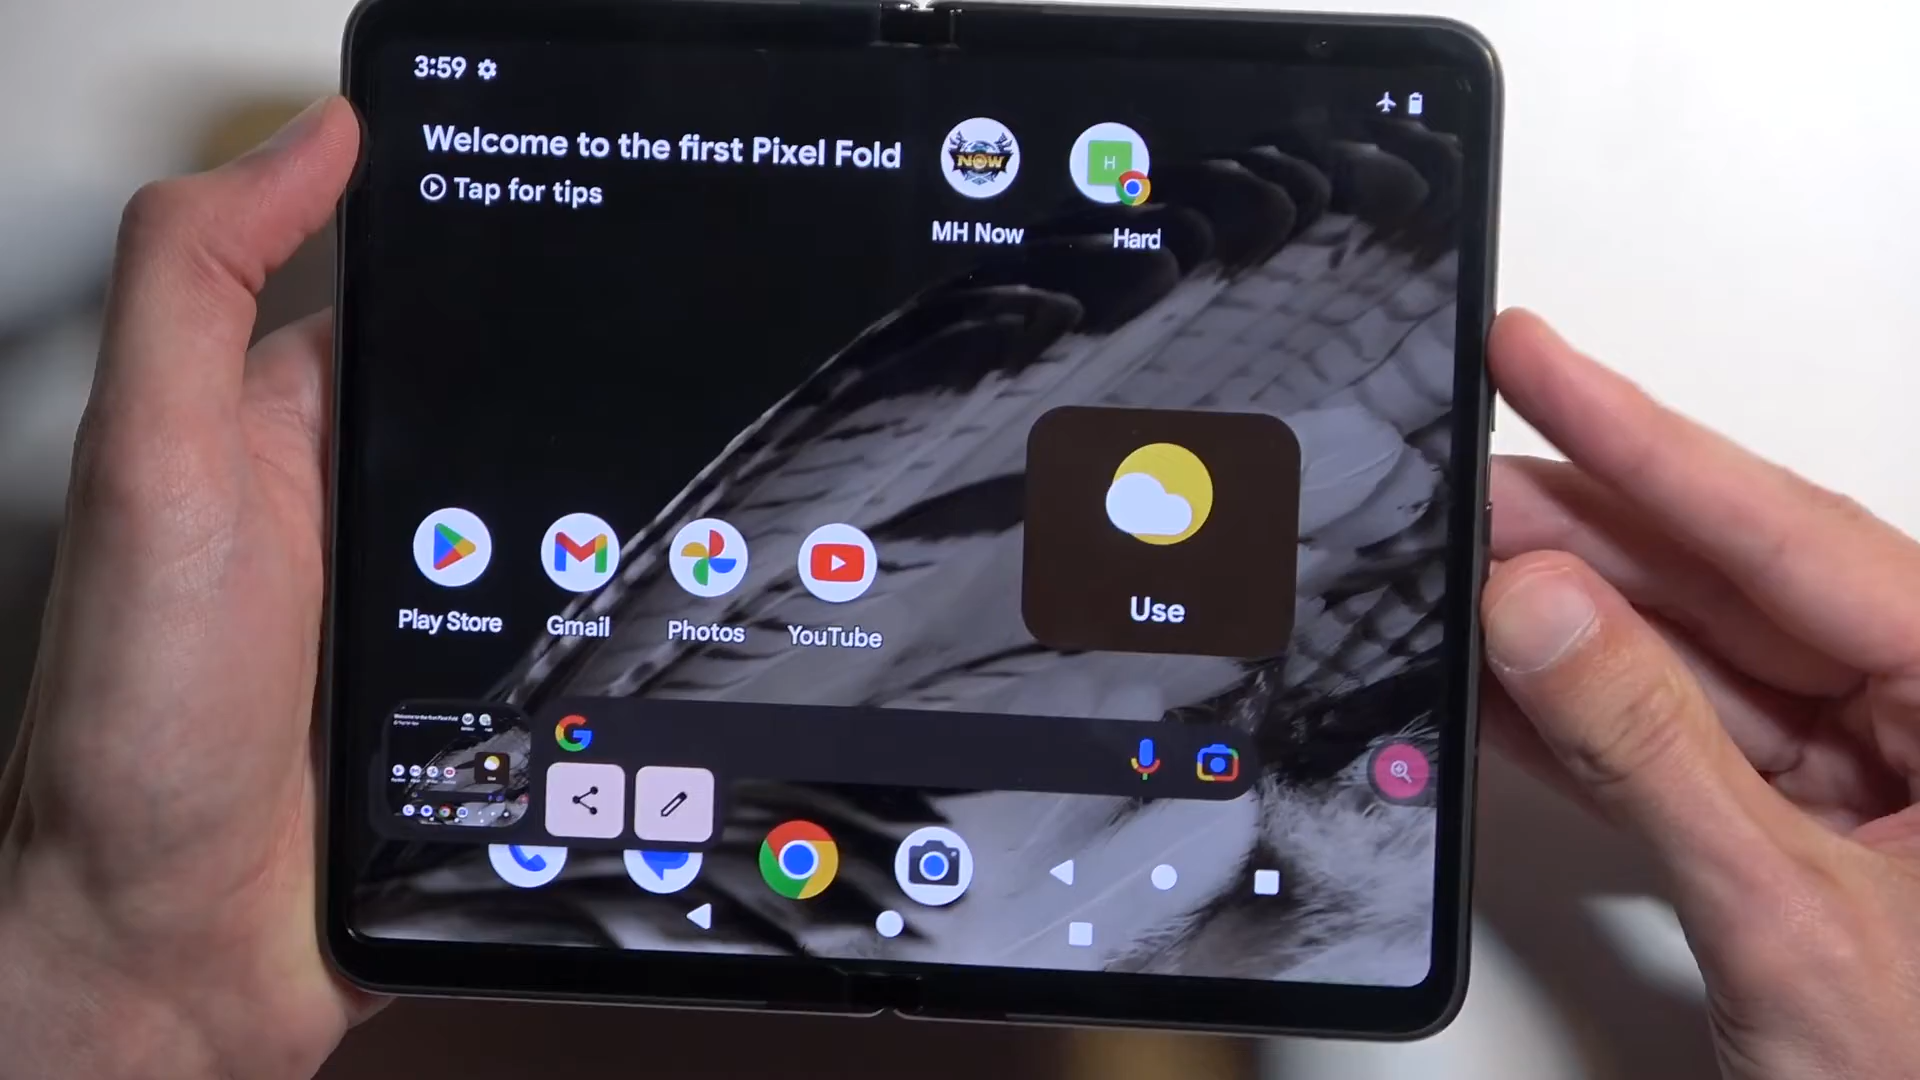 3:59
Welcome to the first Pixel Fold
Tap for tips
NOW
H
MH Now
Hard
Use
Play Store
Gmail
Photos
YouTube
G